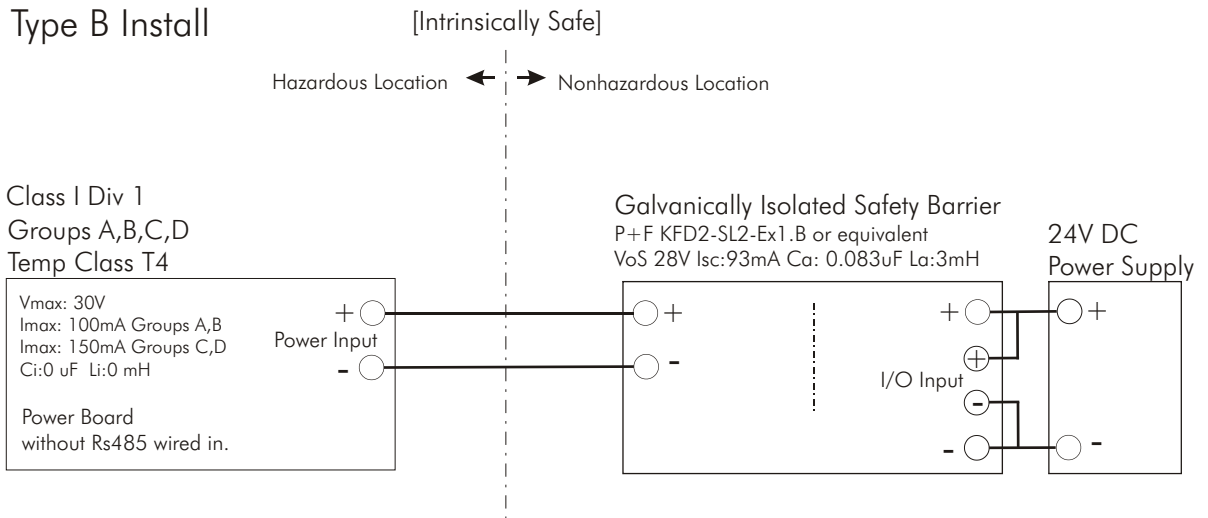 Type B Install
[Intrinsically Safe]
Hazardous Location
Nonhazardous Location
Class I Div 1
Groups A,B,C,D
Temp Class T4
Vmax: 30V
Imax: 100mA Groups A,B
Imax: 150mA Groups C,D
Ci:0 uF Li:0 mH
Power Board
without Rs485 wired in.
+
Power Input
-
Galvanically Isolated Safety Barrier
P+F KFD2-SL2-Ex1.B or equivalent
VoS 28V Isc:93mA Ca: 0.083uF La:3mH
+
-
+
+
I/O Input
-
-
24V DC
Power Supply
+
-